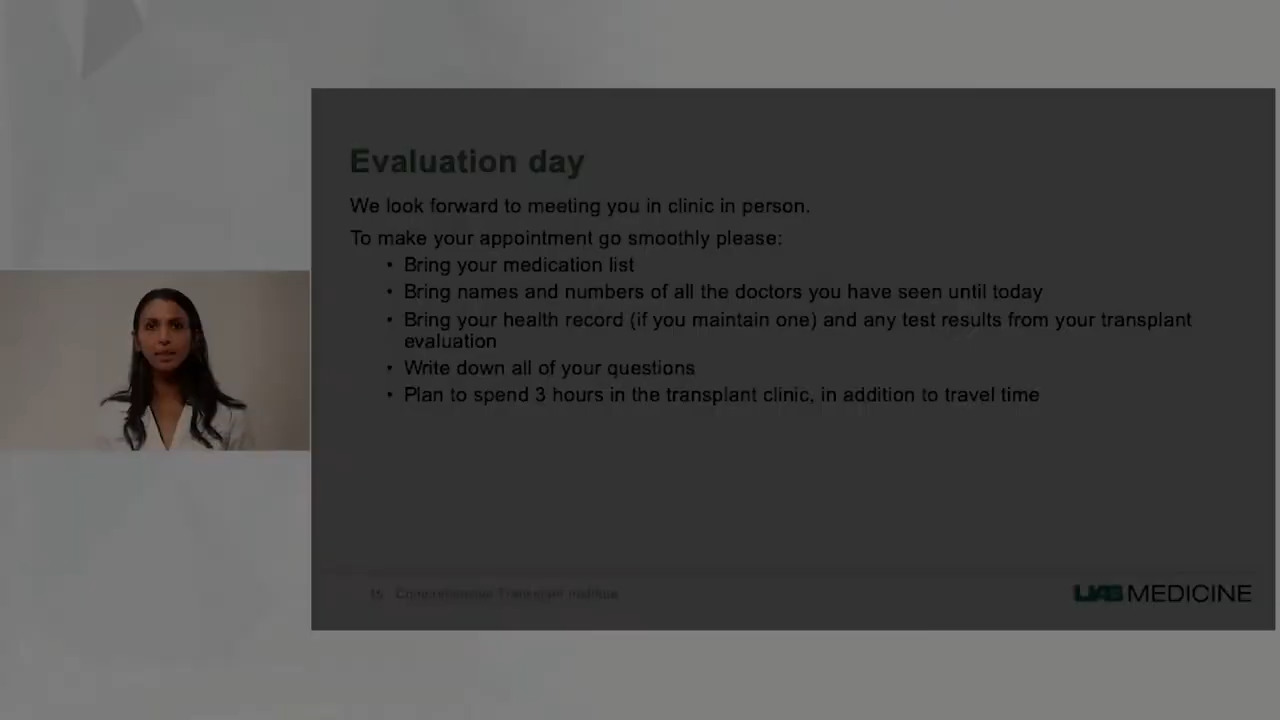 Evaluation day
We look forward to meeting you in clinic in person.
To make your appointment go smoothly please:
• Bring your medication list
• Bring names and numbers of all the doctors you have seen until today
• Bring your health record (if you maintain one) and any test results from your transplant
evaluation
• Write down all of your questions
• Plan to spend 3 hours in the transplant clinic, in addition to travel time
15 Comprehensive Transplant Institute
UAB MEDICINE